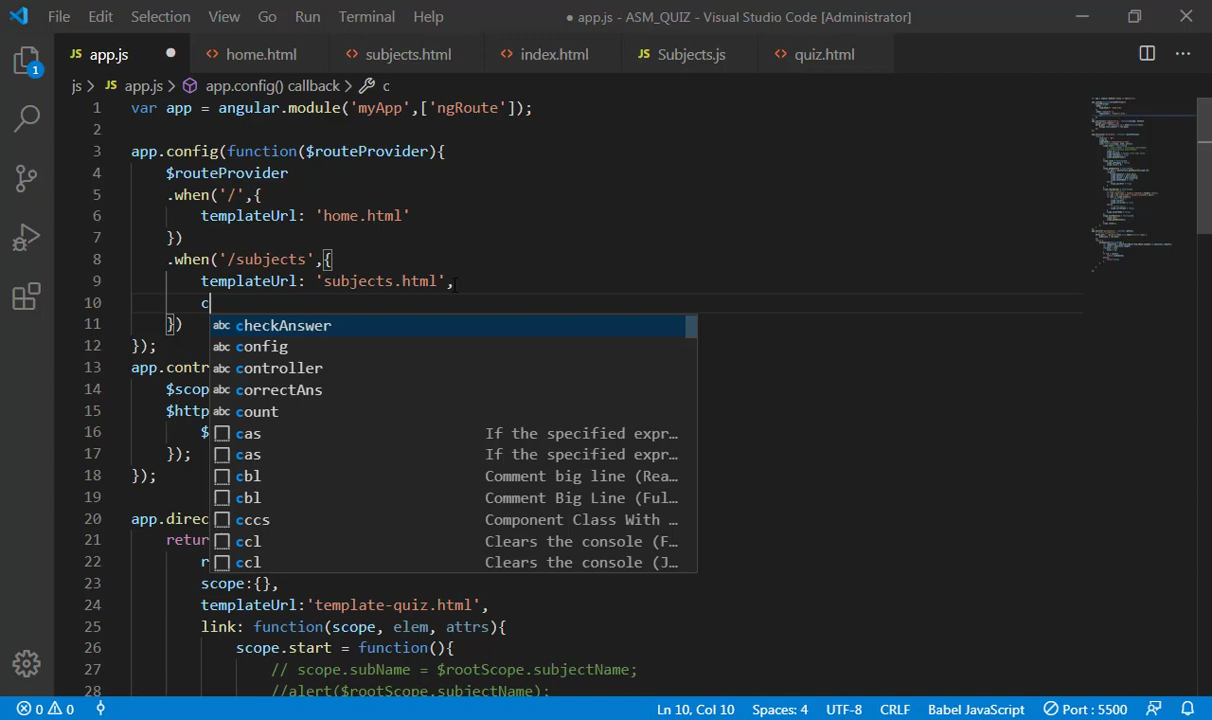 File Edit Selection View Go Run Terminal Help ● app.js - ASM_QUIZ - Visual Studio Code [Administrator]
JS app.js ● <> home.html <> subjects.html <> index.html JS Subjects.js <> quiz.html ...
js > JS app.js > app.config() callback > c
1 var app = angular.module('myApp',['ngRoute']);
2
3 app.config(function($routeProvider){
4 $routeProvider
5 .when('/',{
6 templateUrl: 'home.html'
7 })
8 .when('/subjects',{
9 templateUrl: 'subjects.html',
10 c
11 })
abc checkAnswer
12 });
abc config
13 app.contr
abc controller
14 $scop
abc correctAns
15 $http
abc count
16 $
cas If the specified expr…
17 });
cas If the specified expr…
18 });
cbl Comment big line (Rea…
19
cbl Comment Big Line (Ful…
20 app.direc
cccs Component Class With …
21 retur
ccl Clears the console (F…
22 r
ccl Clears the console (J…
23 scope:{},
24 templateUrl:'template-quiz.html',
25 link: function(scope, elem, attrs){
26 scope.start = function(){
27 // scope.subName = $rootScope.subjectName;
28 //alert($rootScope.subjectName);
1
0 0 Ln 10, Col 10 Spaces: 4 UTF-8 CRLF Babel JavaScript Port : 5500